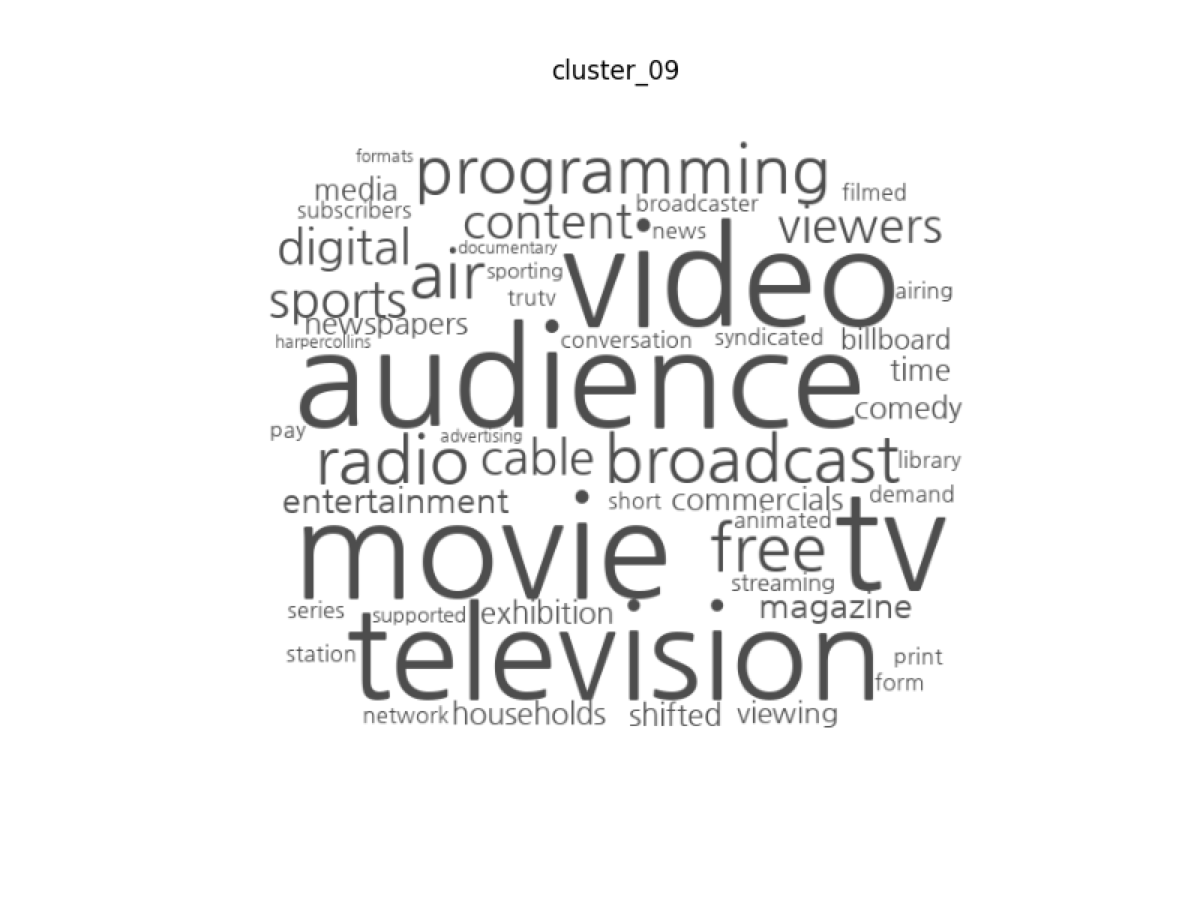 cluster_09
formats
programming
media
filmed
subscribers
broadcaster
content
news
viewers
digital
documentary
video
air
sporting
airing
sports
trutv
newspapers
conversation
syndicated
billboard
harpercollins
audience
time
comedy
pay
advertising
radio
cable
broadcast
library
entertainment
short
commercials
demand
movie
animated
free
tv
streaming
series
supported
exhibition
magazine
television
station
print
form
network
households
shifted
viewing